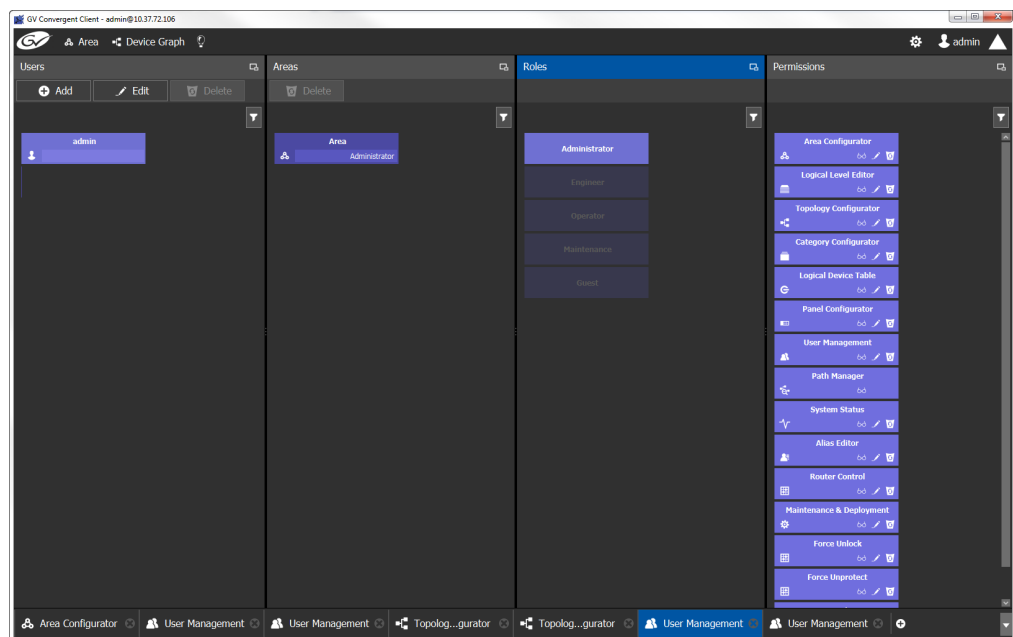 GV Convergent Client - admin@10.37.72.106
GV Area Device Graph admin
Users
Areas
Roles
Permissions
Add Edit Delete
Delete
admin
Area
Administrator
Administrator
Engineer
Operator
Maintenance
Guest
Area Configurator
Logical Level Editor
Topology Configurator
Category Configurator
Logical Device Table
Panel Configurator
User Management
Path Manager
System Status
Alias Editor
Router Control
Maintenance & Deployment
Force Unlock
Force Unprotect
Area Configurator User Management User Management Topolog...gurator Topolog...gurator User Management User Management